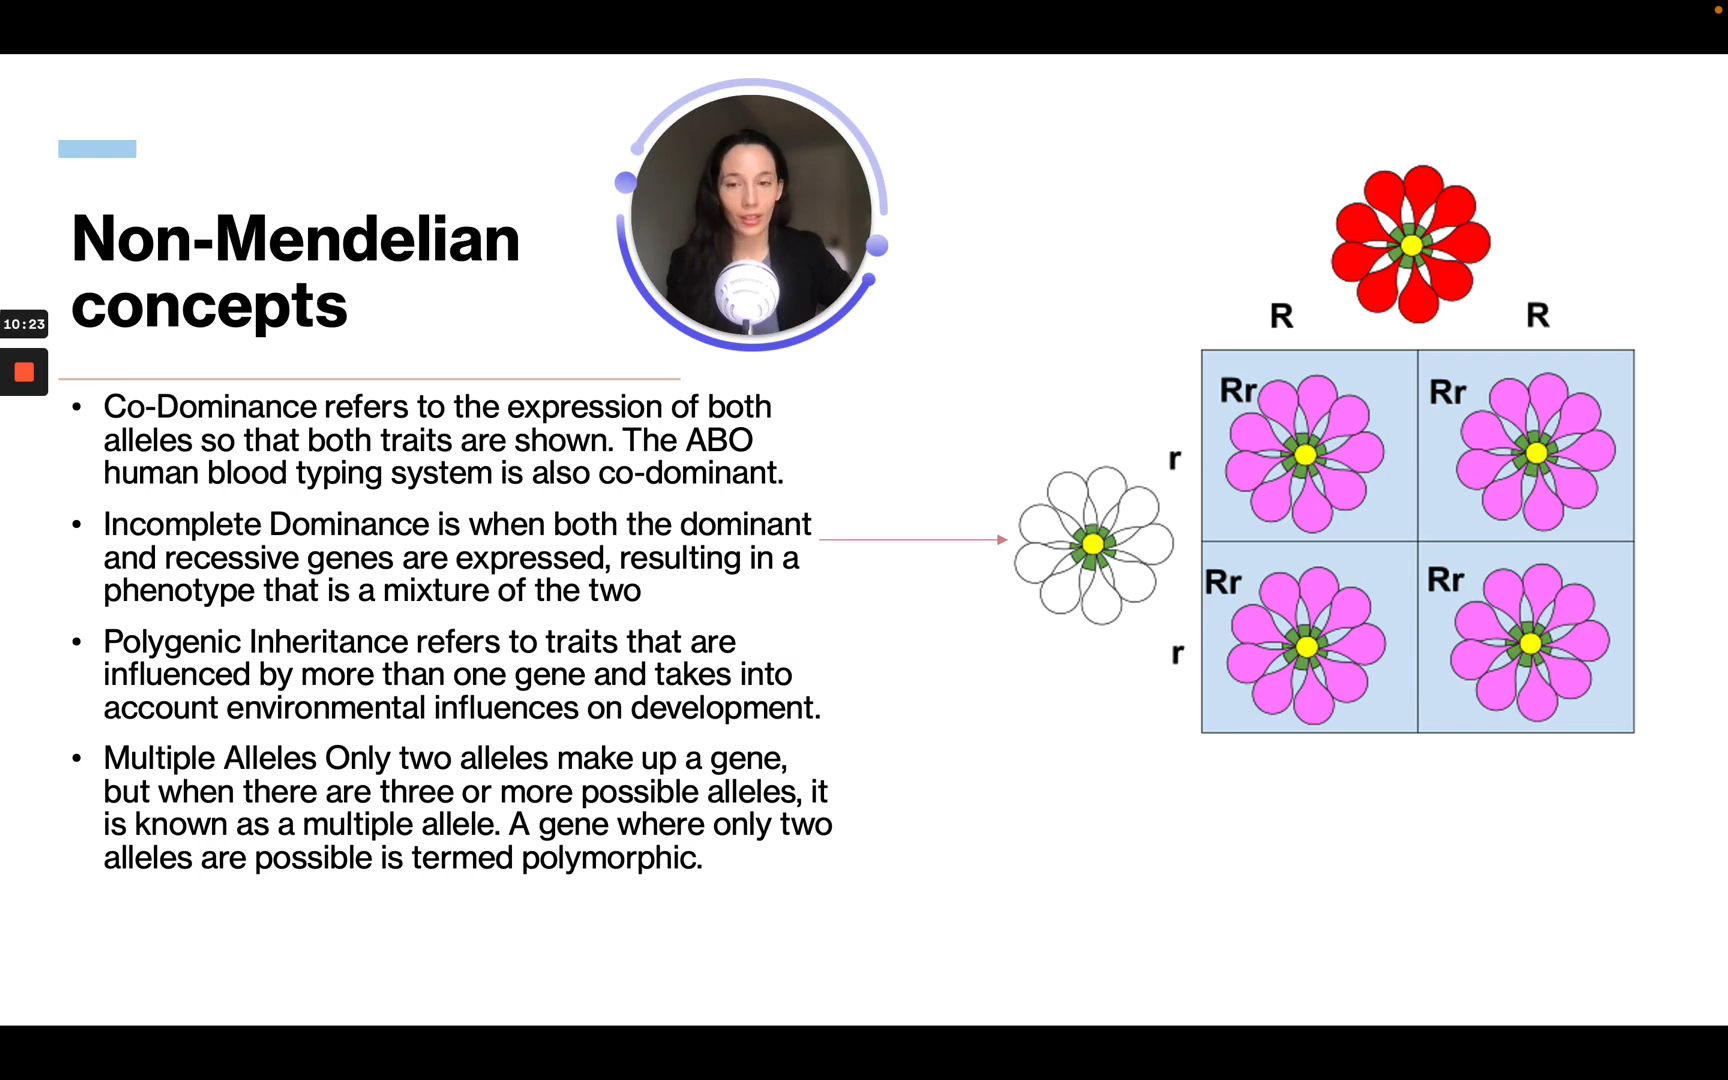 Non-Mendelian
concepts
10:23
• Co-Dominance refers to the expression of both
alleles so that both traits are shown. The ABO
human blood typing system is also co-dominant.
• Incomplete Dominance is when both the dominant
and recessive genes are expressed, resulting in a
phenotype that is a mixture of the two
• Polygenic Inheritance refers to traits that are
influenced by more than one gene and takes into
account environmental influences on development.
• Multiple Alleles Only two alleles make up a gene,
but when there are three or more possible alleles, it
is known as a multiple allele. A gene where only two
alleles are possible is termed polymorphic.
R R
Rr Rr
r
Rr Rr
r